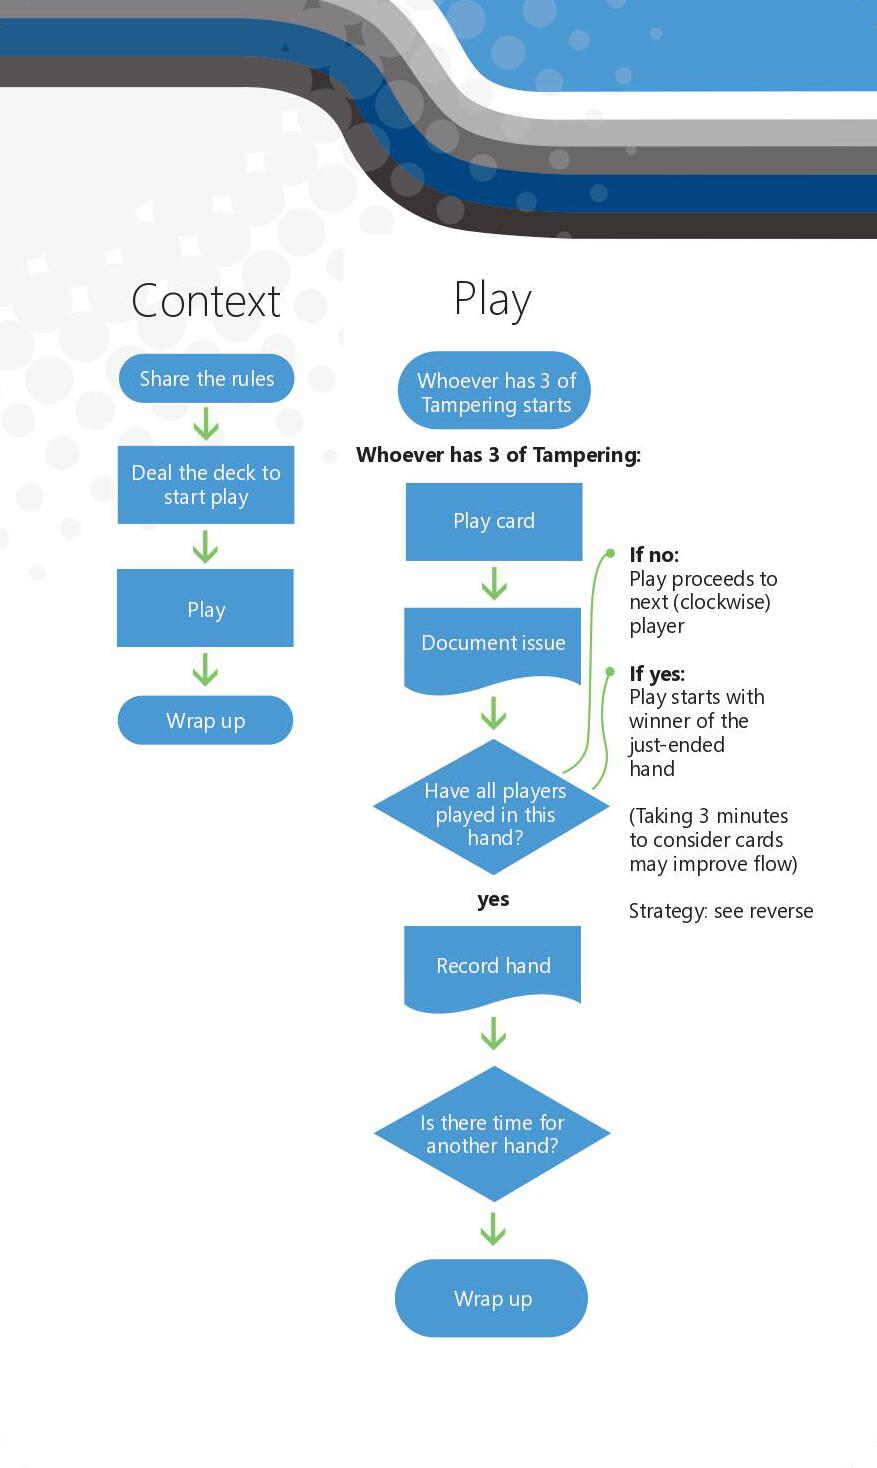 Context
Share the rules
Deal the deck to
start play
Play
Wrap up
Play
Whoever has 3 of
Tampering starts
Whoever has 3 of Tampering:
Play card
Document issue
Have all players
played in this
hand?
If no:
Play proceeds to
next (clockwise)
player
If yes:
Play starts with
winner of the
just-ended
hand
(Taking 3 minutes
to consider cards
may improve flow)
Strategy: see reverse
yes
Record hand
Is there time for
another hand?
Wrap up